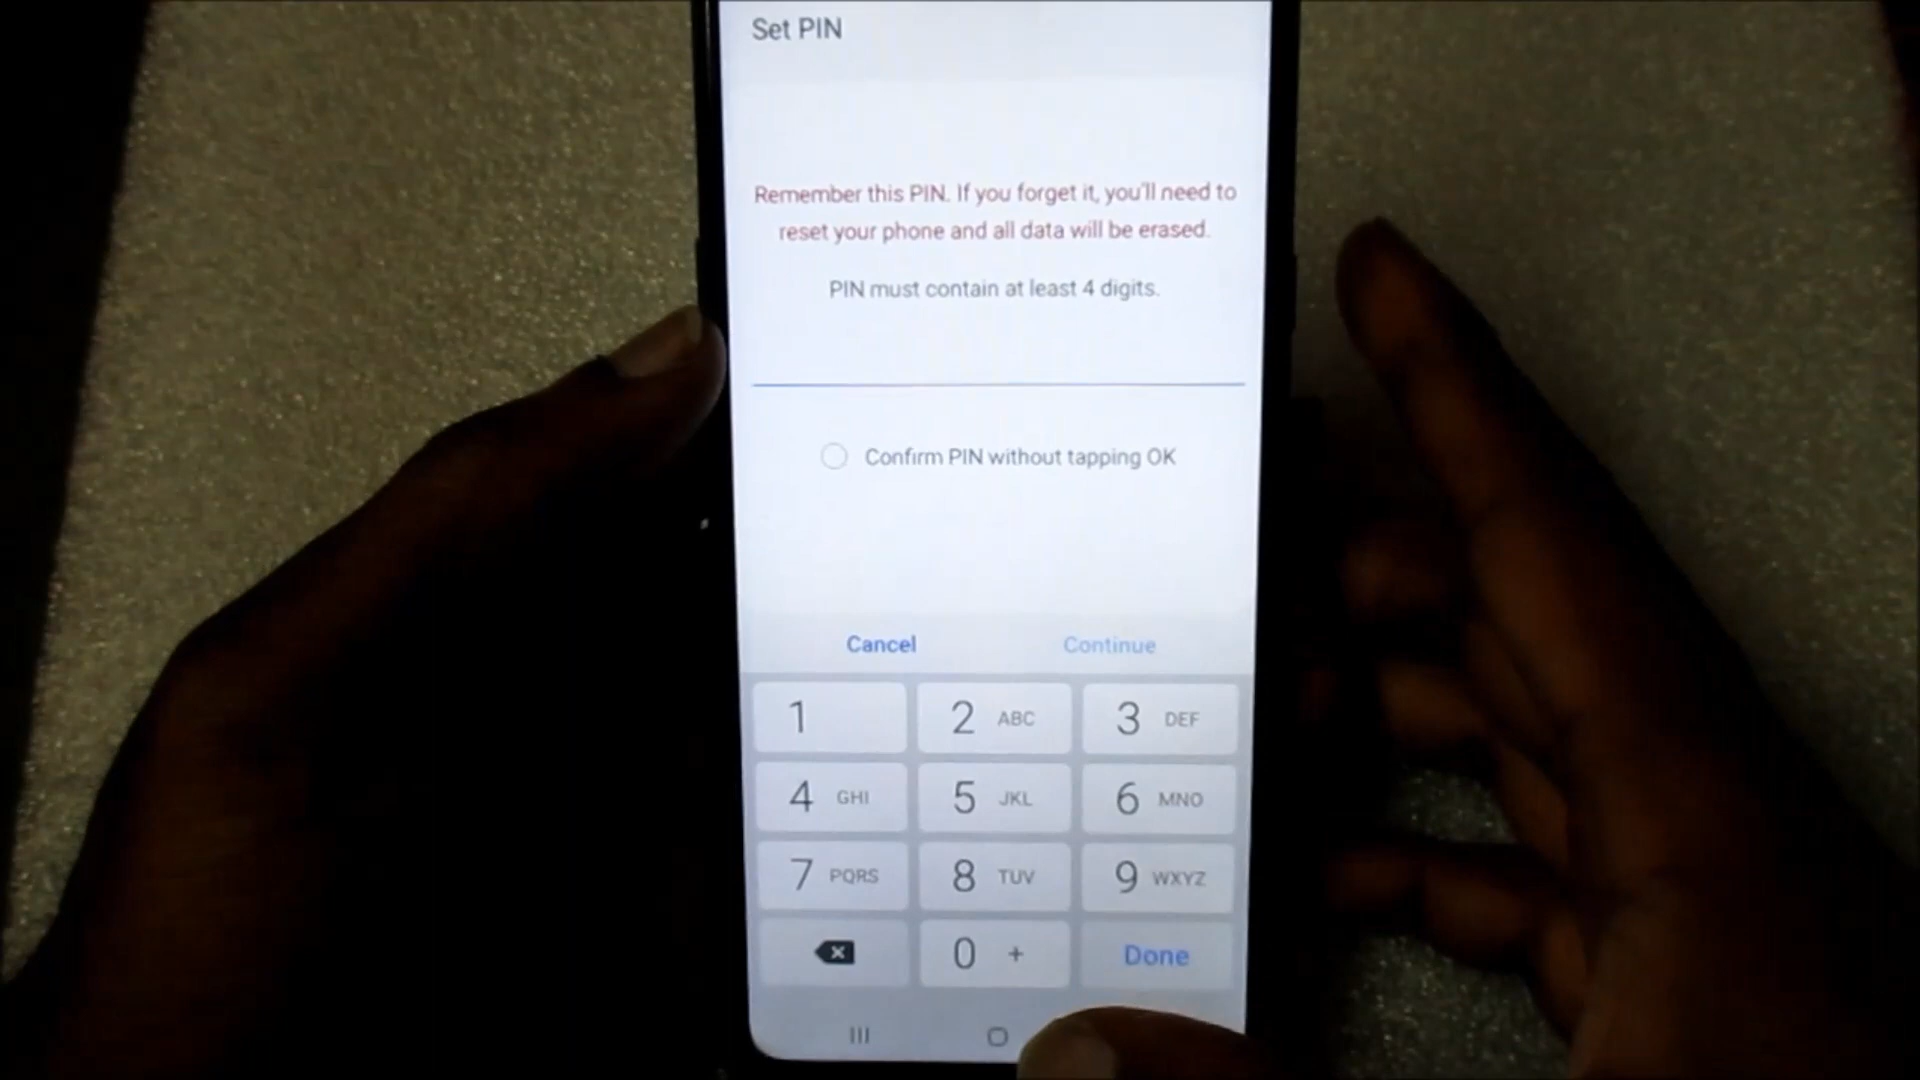 Set PIN
Remember this PIN. If you forget it, you'll need to
reset your phone and all data will be erased.
PIN must contain at least 4 digits.
Confirm PIN without tapping OK
Cancel Continue
1 2 ABC 3 DEF
4 GHI 5 JKL 6 MNO
7 PQRS 8 TUV 9 WXYZ
0 + Done